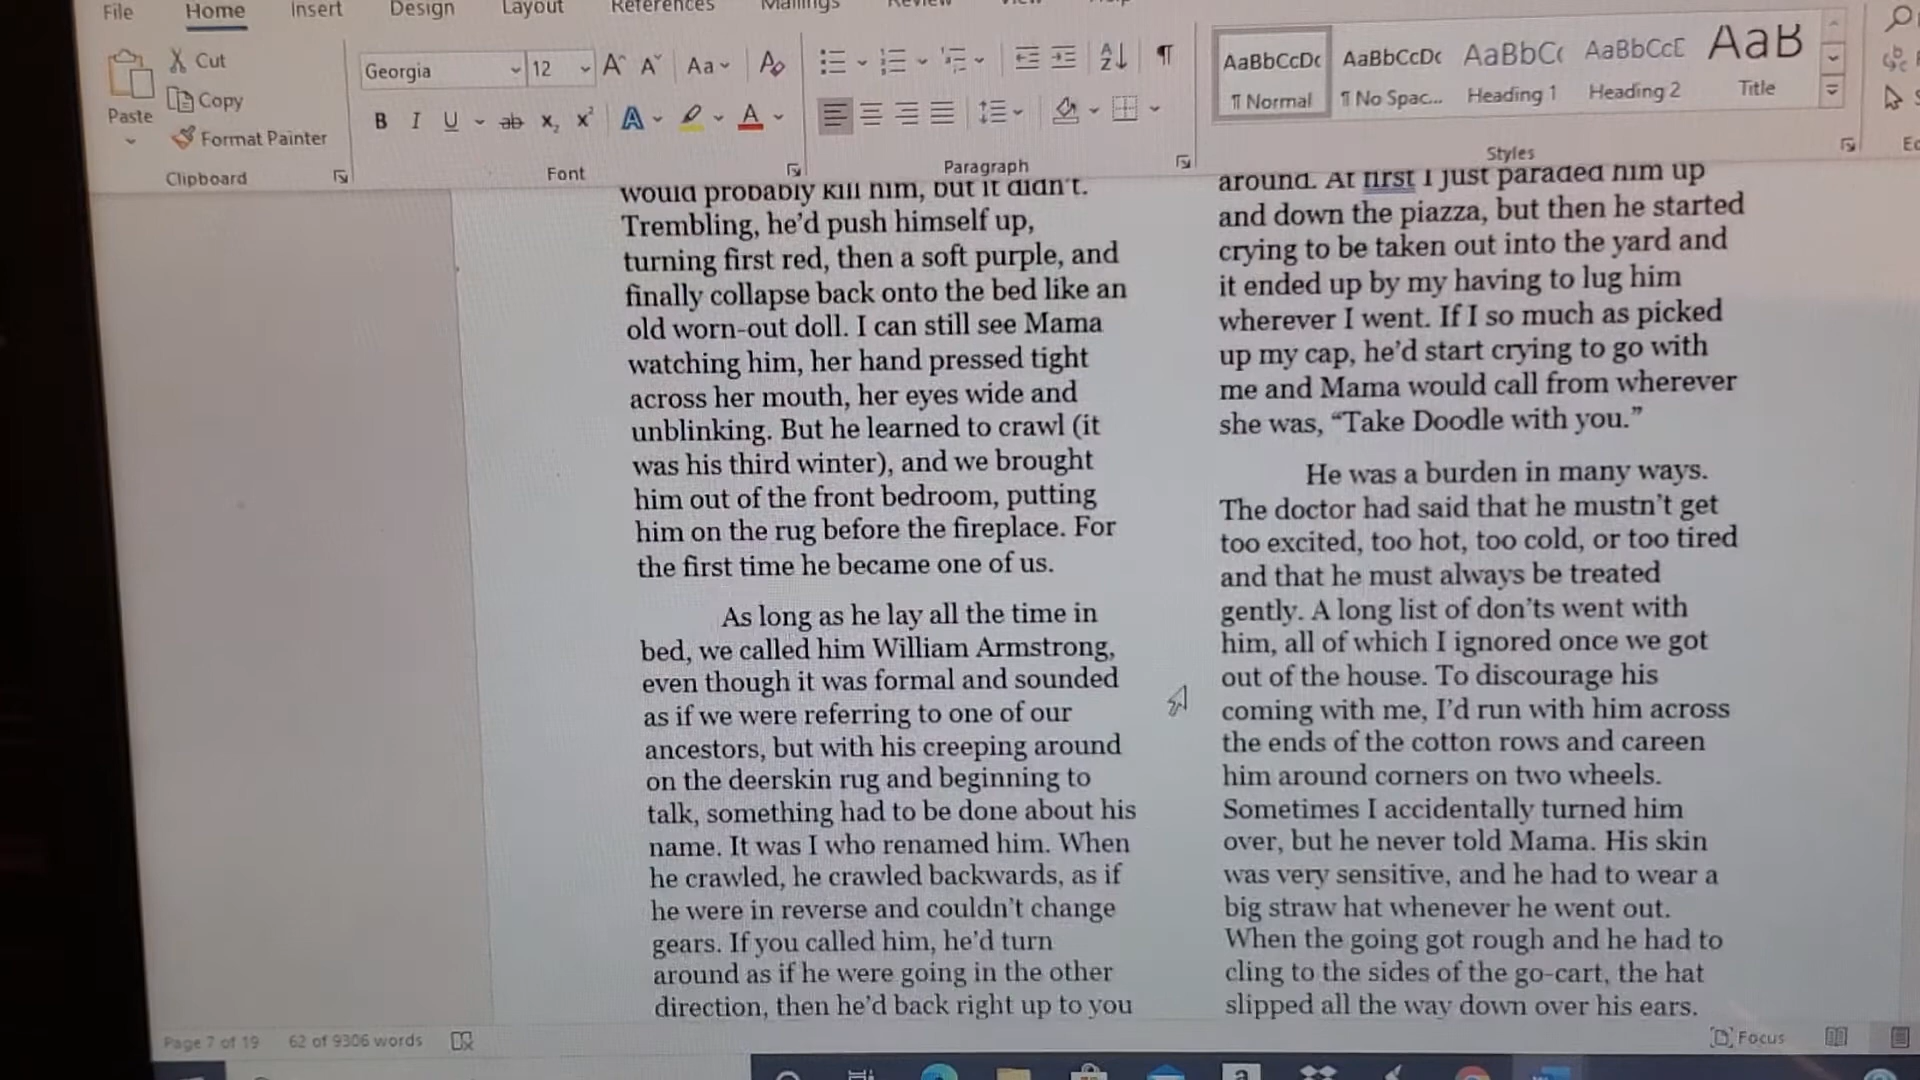 File Home Insert Design Layout References Mailings Review View Help
Paste
Cut
Copy
Format Painter
Clipboard
Georgia 12
Font
Paragraph
AaBbCcDc AaBbCcDc AaBbC AaBbCcE AaB
¶ Normal ¶ No Spac... Heading 1 Heading 2 Title
Styles
would probably kill him, but it didn't.
Trembling, he'd push himself up,
turning first red, then a soft purple, and
finally collapse back onto the bed like an
old worn-out doll. I can still see Mama
watching him, her hand pressed tight
across her mouth, her eyes wide and
unblinking. But he learned to crawl (it
was his third winter), and we brought
him out of the front bedroom, putting
him on the rug before the fireplace. For
the first time he became one of us.
As long as he lay all the time in
bed, we called him William Armstrong,
even though it was formal and sounded
as if we were referring to one of our
ancestors, but with his creeping around
on the deerskin rug and beginning to
talk, something had to be done about his
name. It was I who renamed him. When
he crawled, he crawled backwards, as if
he were in reverse and couldn't change
gears. If you called him, he'd turn
around as if he were going in the other
direction, then he'd back right up to you
around. At first I just paraded him up
and down the piazza, but then he started
crying to be taken out into the yard and
it ended up by my having to lug him
wherever I went. If I so much as picked
up my cap, he'd start crying to go with
me and Mama would call from wherever
she was, “Take Doodle with you.”
He was a burden in many ways.
The doctor had said that he mustn't get
too excited, too hot, too cold, or too tired
and that he must always be treated
gently. A long list of don'ts went with
him, all of which I ignored once we got
out of the house. To discourage his
coming with me, I'd run with him across
the ends of the cotton rows and careen
him around corners on two wheels.
Sometimes I accidentally turned him
over, but he never told Mama. His skin
was very sensitive, and he had to wear a
big straw hat whenever he went out.
When the going got rough and he had to
cling to the sides of the go-cart, the hat
slipped all the way down over his ears.
Page 7 of 19 62 of 9306 words
Focus